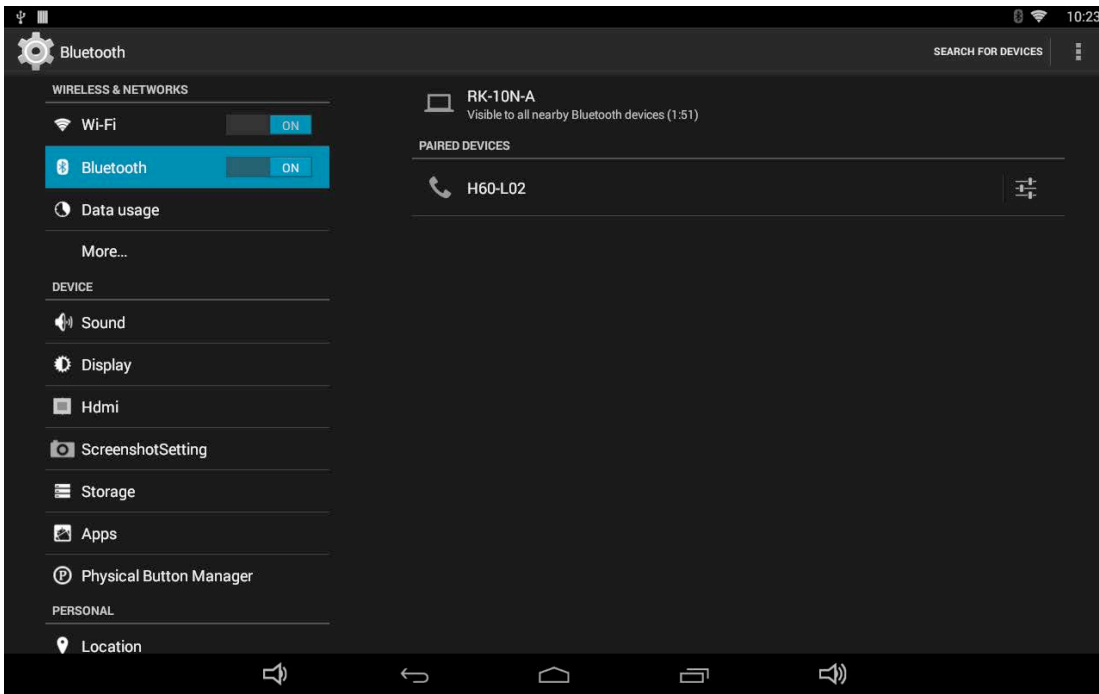 10:23
Bluetooth
SEARCH FOR DEVICES
WIRELESS & NETWORKS
Wi-Fi ON
Bluetooth ON
Data usage
More...
DEVICE
Sound
Display
Hdmi
ScreenshotSetting
Storage
Apps
P Physical Button Manager
PERSONAL
Location
RK-10N-A
Visible to all nearby Bluetooth devices (1:51)
PAIRED DEVICES
H60-L02